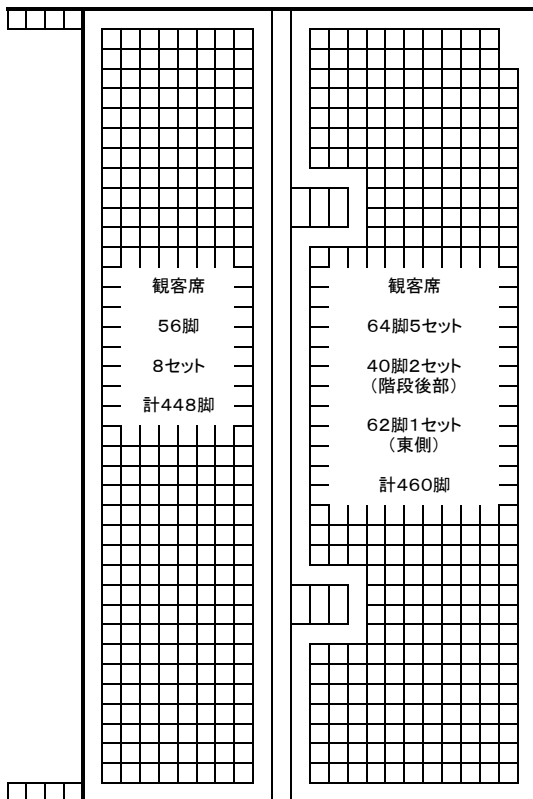 観客席
56脚
8セット
計448脚
観客席
64脚5セット
40脚2セット
(階段後部)
62脚1セット
(東側)
計460脚